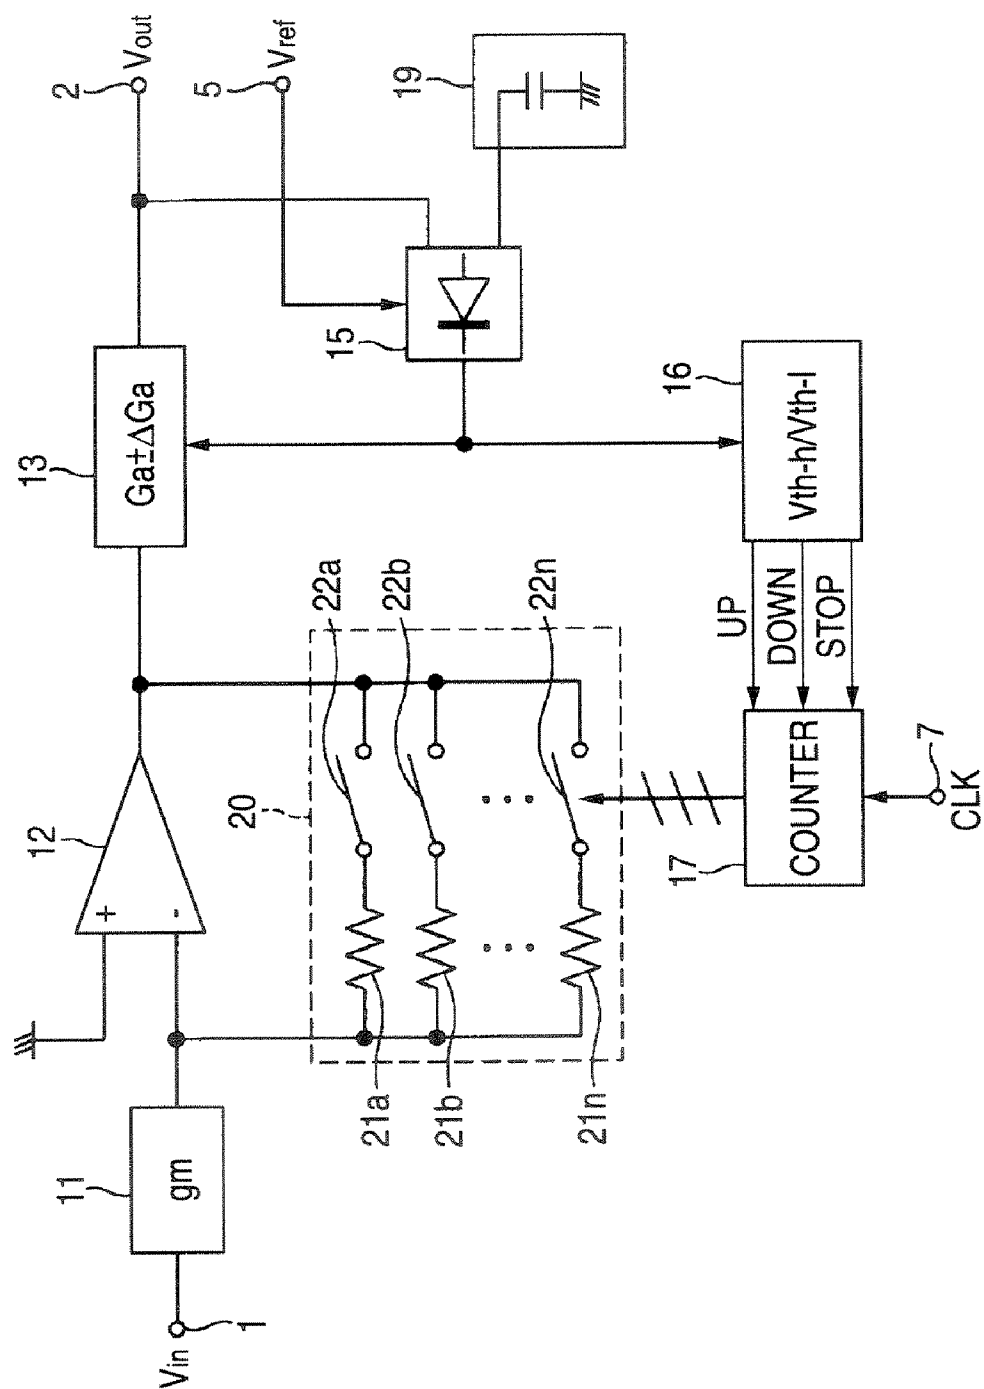 Vin
1
11
gm
12
+
-
13
Ga±ΔGa
2
Vout
5
Vref
15
19
20
21a
21b
21n
22a
22b
22n
16
Vth-h/Vth-l
UP
DOWN
STOP
17
COUNTER
7
CLK